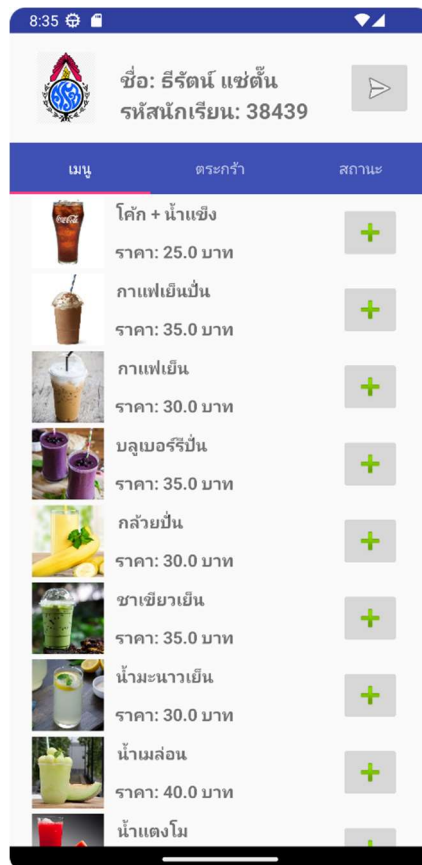 8:35
ชื่อ: ธีรัตน์ แซ่ตั๊น
รหัสนักเรียน: 38439
เมนู ตระกร้า สถานะ
Coca-Cola
โค้ก + น้ำแข็ง
ราคา: 25.0 บาท
กาแฟเย็นปั่น
ราคา: 35.0 บาท
กาแฟเย็น
ราคา: 30.0 บาท
บลูเบอร์รีปั่น
ราคา: 35.0 บาท
กล้วยปั่น
ราคา: 30.0 บาท
ชาเขียวเย็น
ราคา: 35.0 บาท
น้ำมะนาวเย็น
ราคา: 30.0 บาท
น้ำเมล่อน
ราคา: 40.0 บาท
น้ำแตงโม